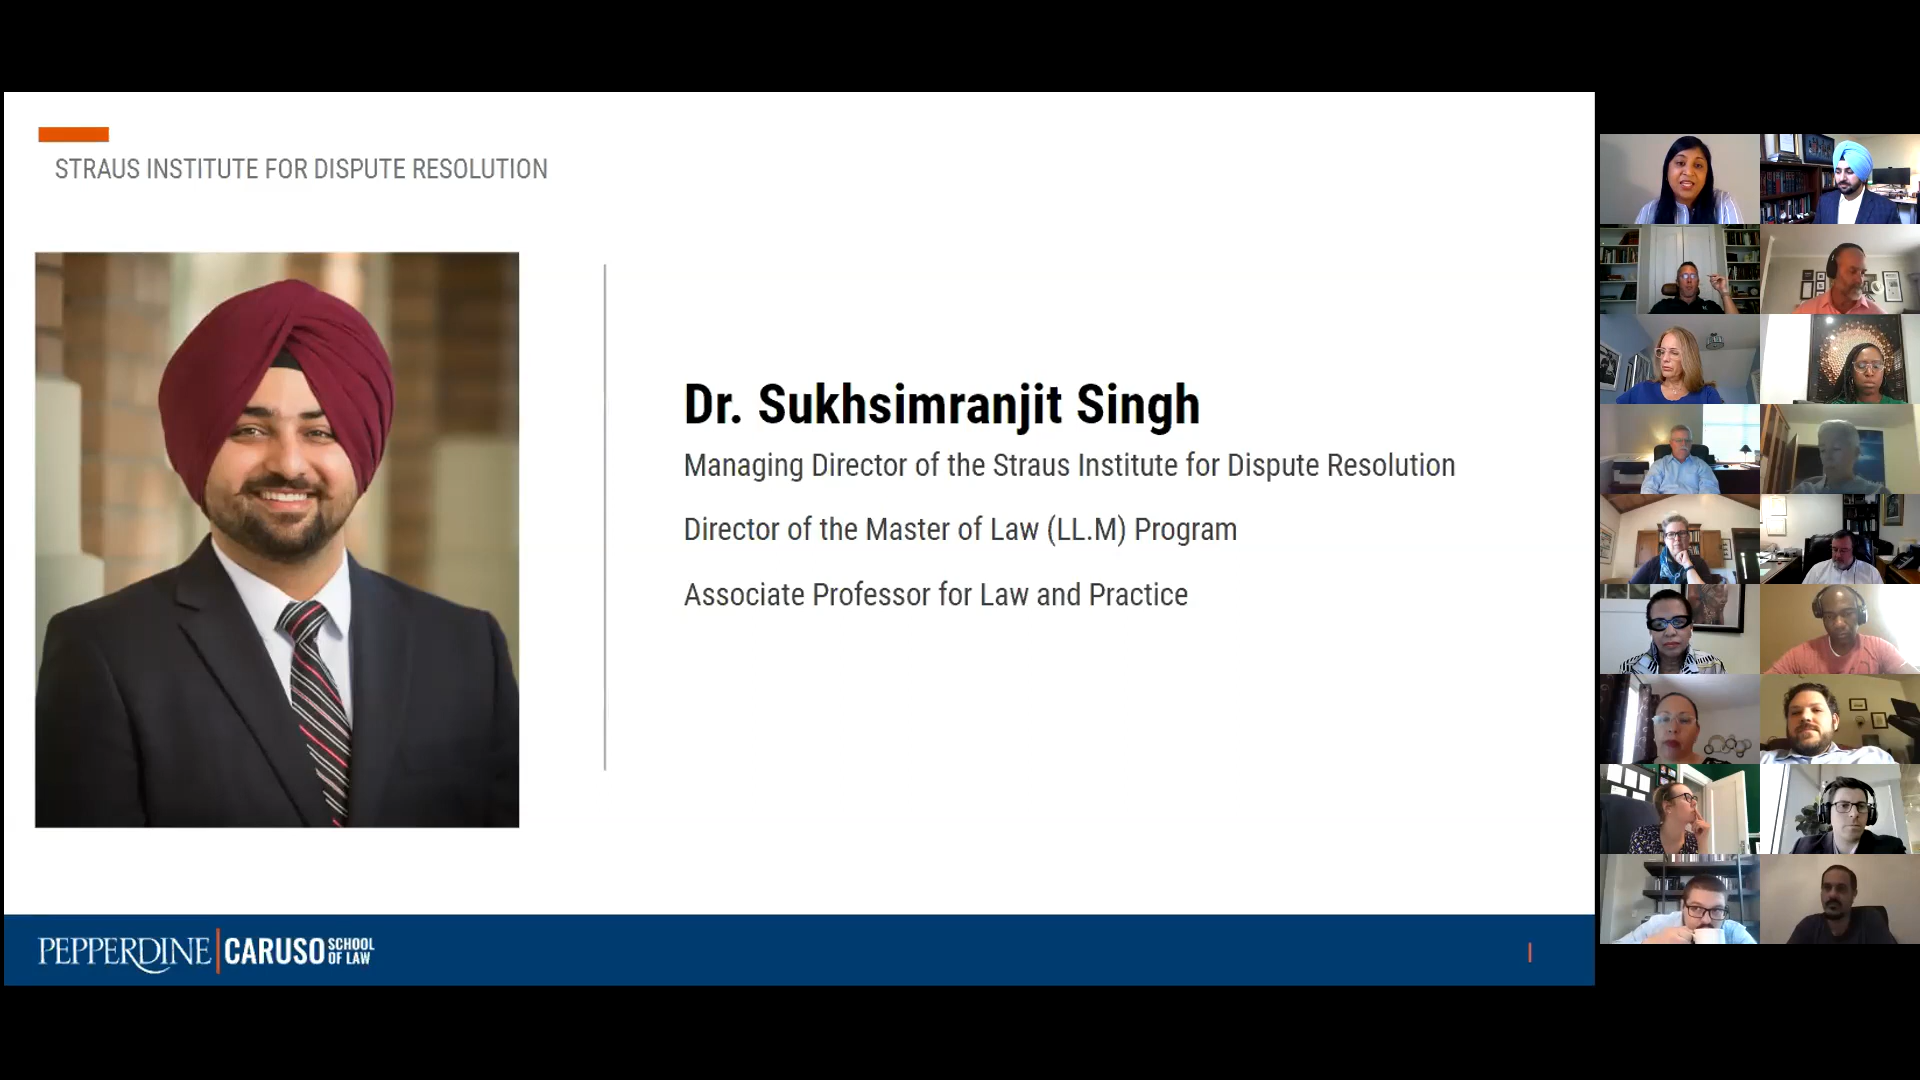 STRAUS INSTITUTE FOR DISPUTE RESOLUTION
Dr. Sukhsimranjit Singh
Managing Director of the Straus Institute for Dispute Resolution
Director of the Master of Law (LL.M) Program
Associate Professor for Law and Practice
PEPPERDINE | CARUSO SCHOOL OF LAW